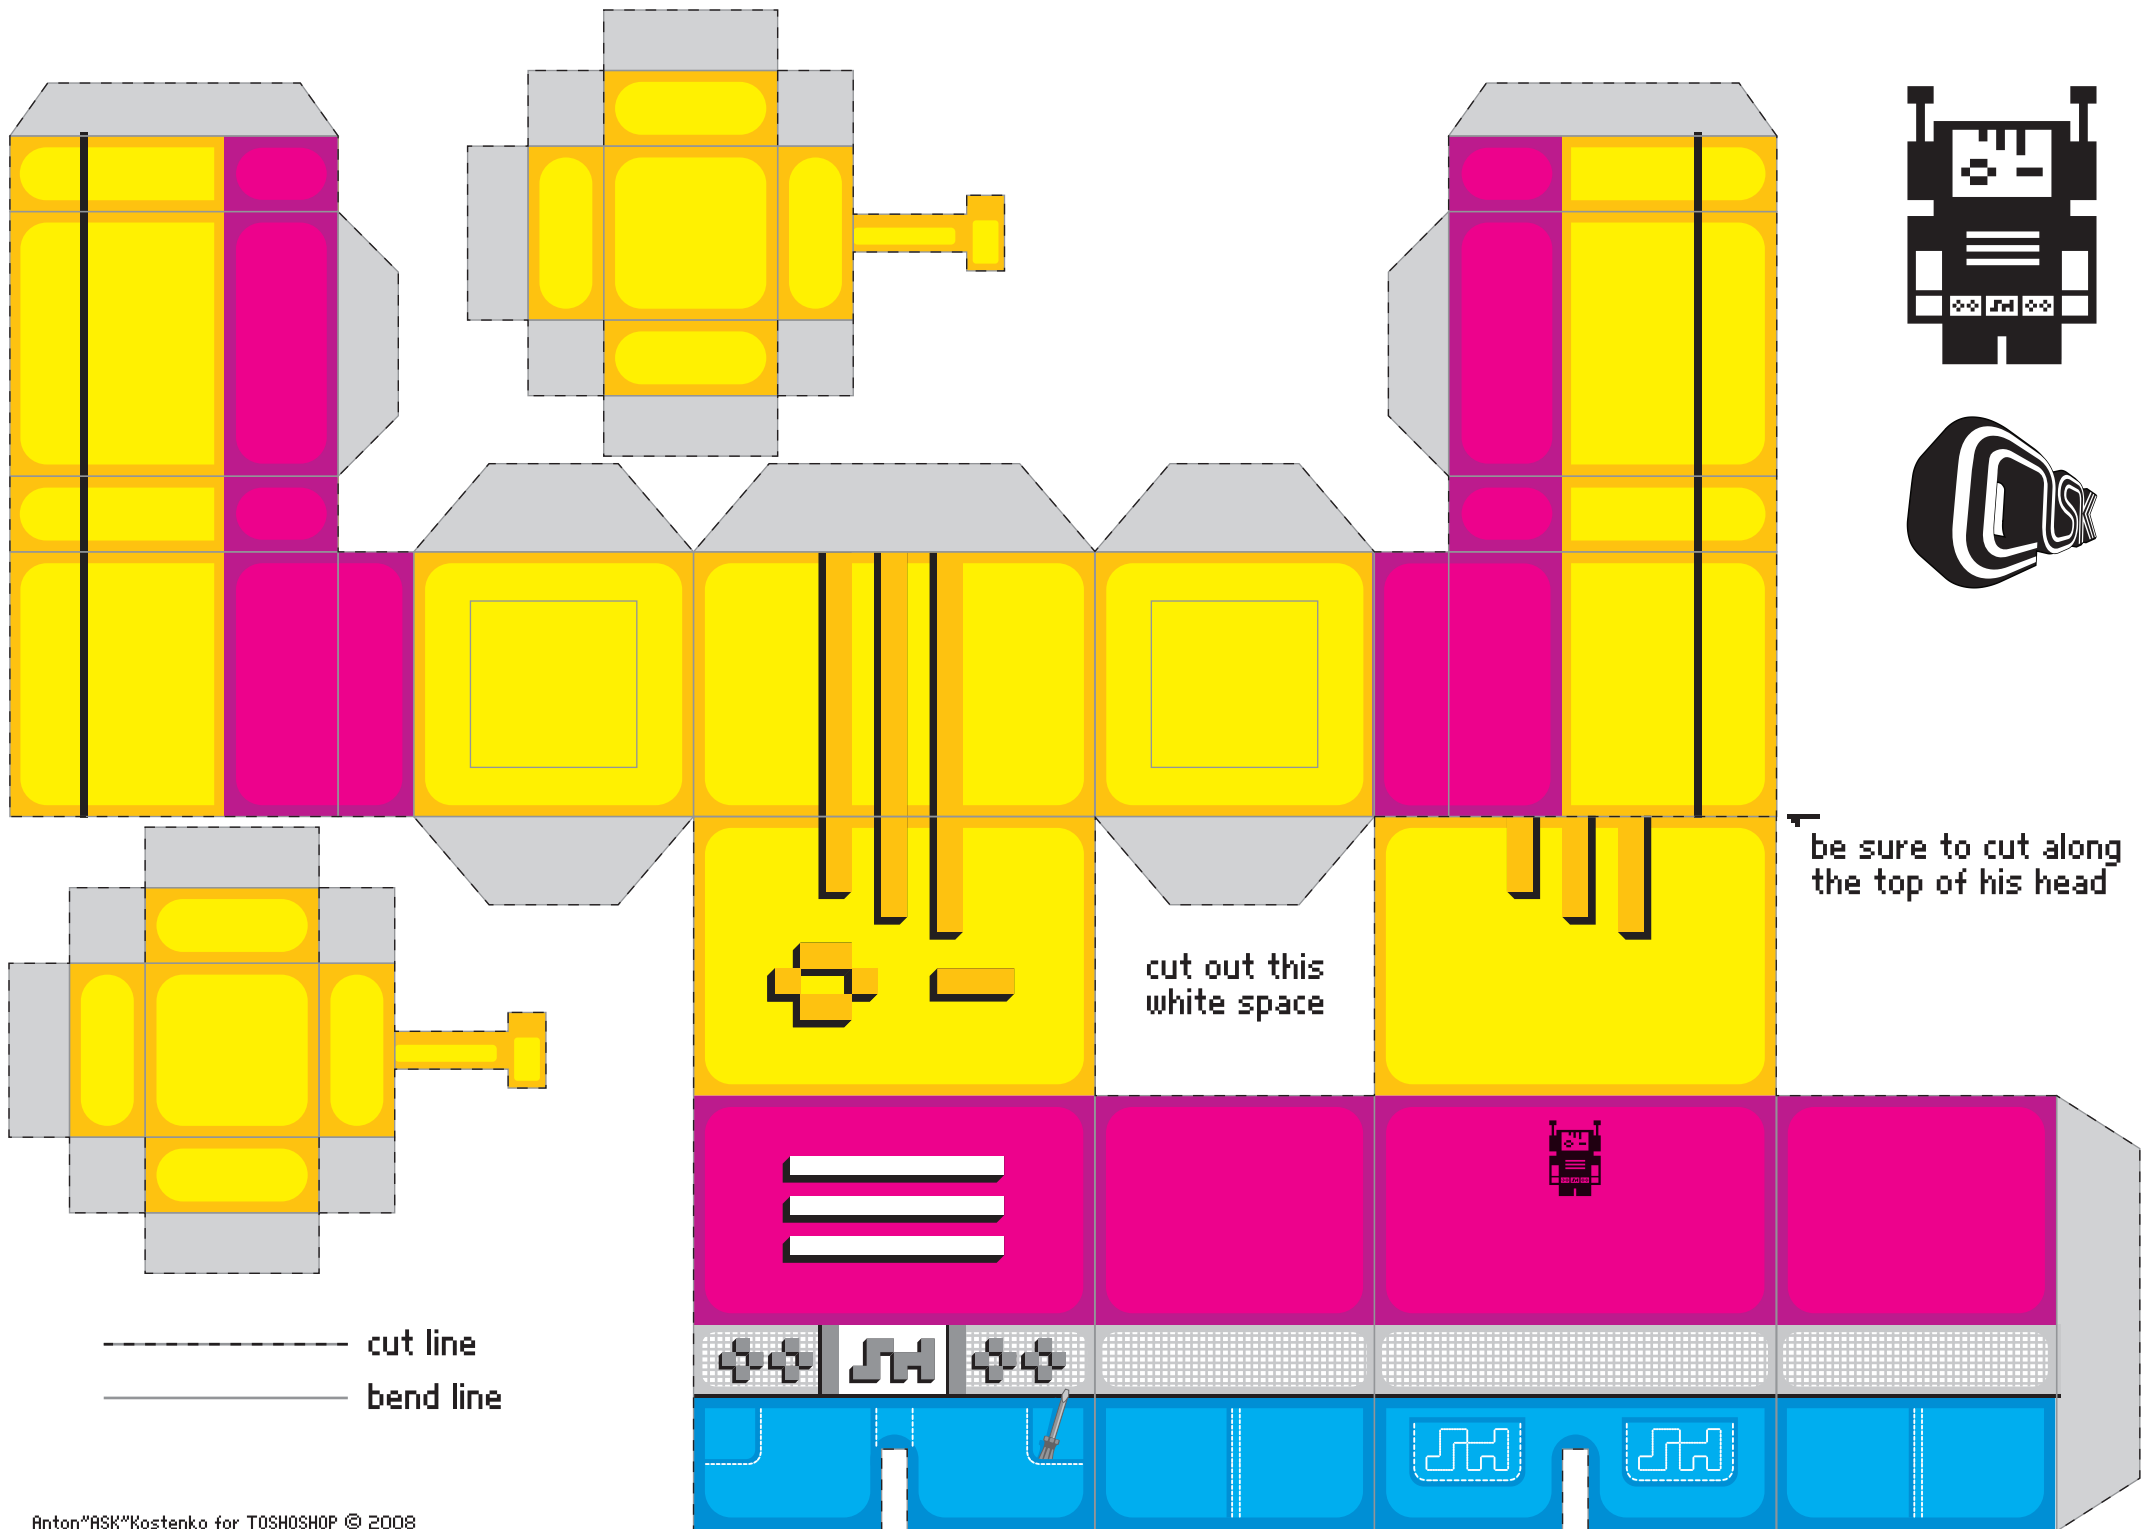 ASK
be sure to cut along
the top of his head
cut out this
white space
cut line
bend line
Anton"ASK"Kostenko for TOSHOSHOP © 2008